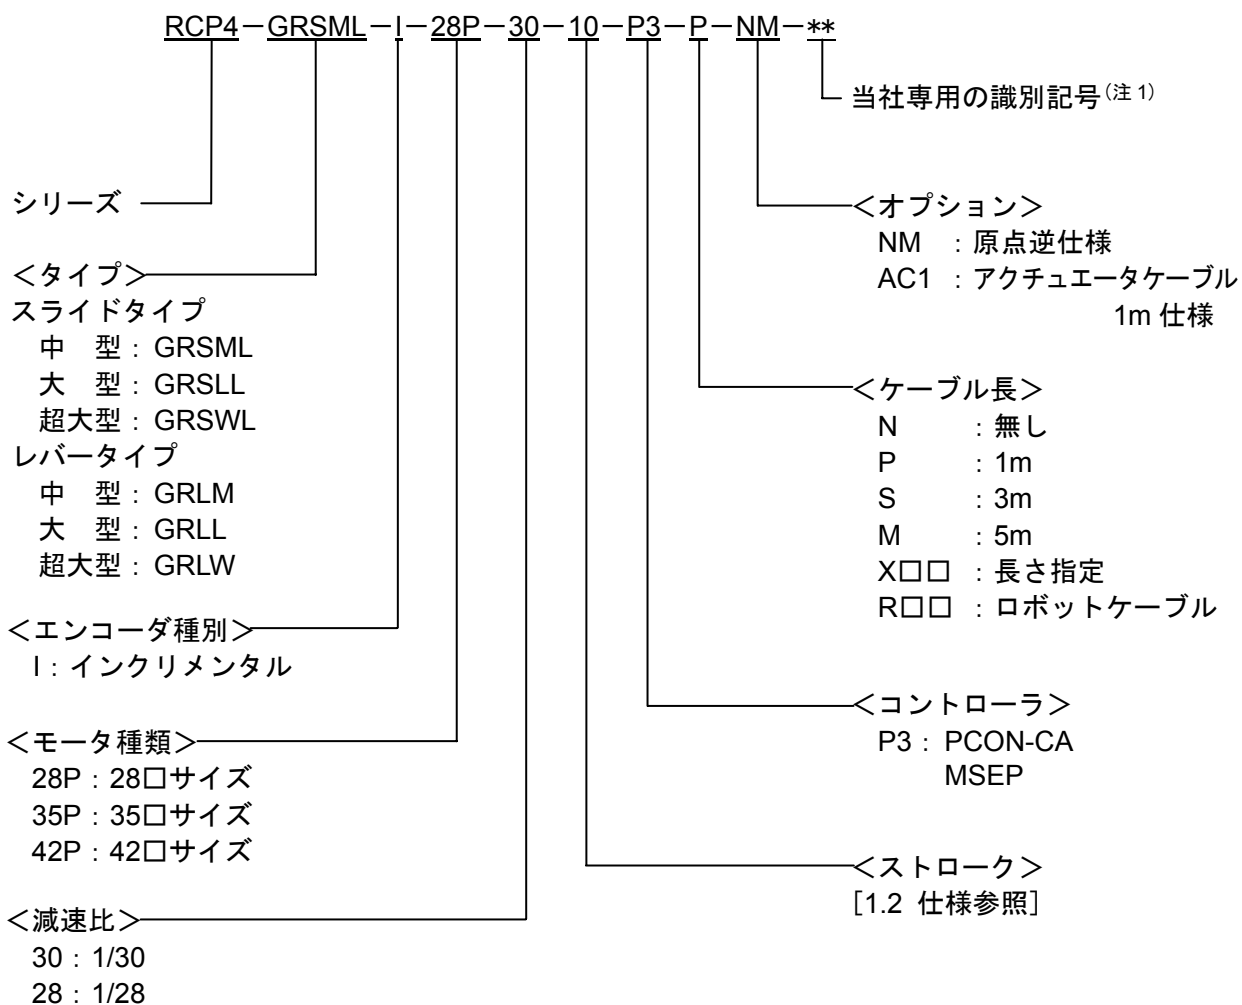 RCP4－GRSML－I－28P－30－10－P3－P－NM－**
当社専用の識別記号(注 1)
シリーズ
＜タイプ＞
スライドタイプ
中　型：GRSML
大　型：GRSLL
超大型：GRSWL
レバータイプ
中　型：GRLM
大　型：GRLL
超大型：GRLW
＜エンコーダ種別＞
I：インクリメンタル
＜モータ種類＞
28P：28□サイズ
35P：35□サイズ
42P：42□サイズ
＜減速比＞
30：1/30
28：1/28
＜オプション＞
NM　：原点逆仕様
AC1　：アクチュエータケーブル
1m 仕様
＜ケーブル長＞
N　：無し
P　：1m
S　：3m
M　：5m
X□□　：長さ指定
R□□　：ロボットケーブル
＜コントローラ＞
P3：PCON-CA
MSEP
＜ストローク＞
［1.2 仕様参照］